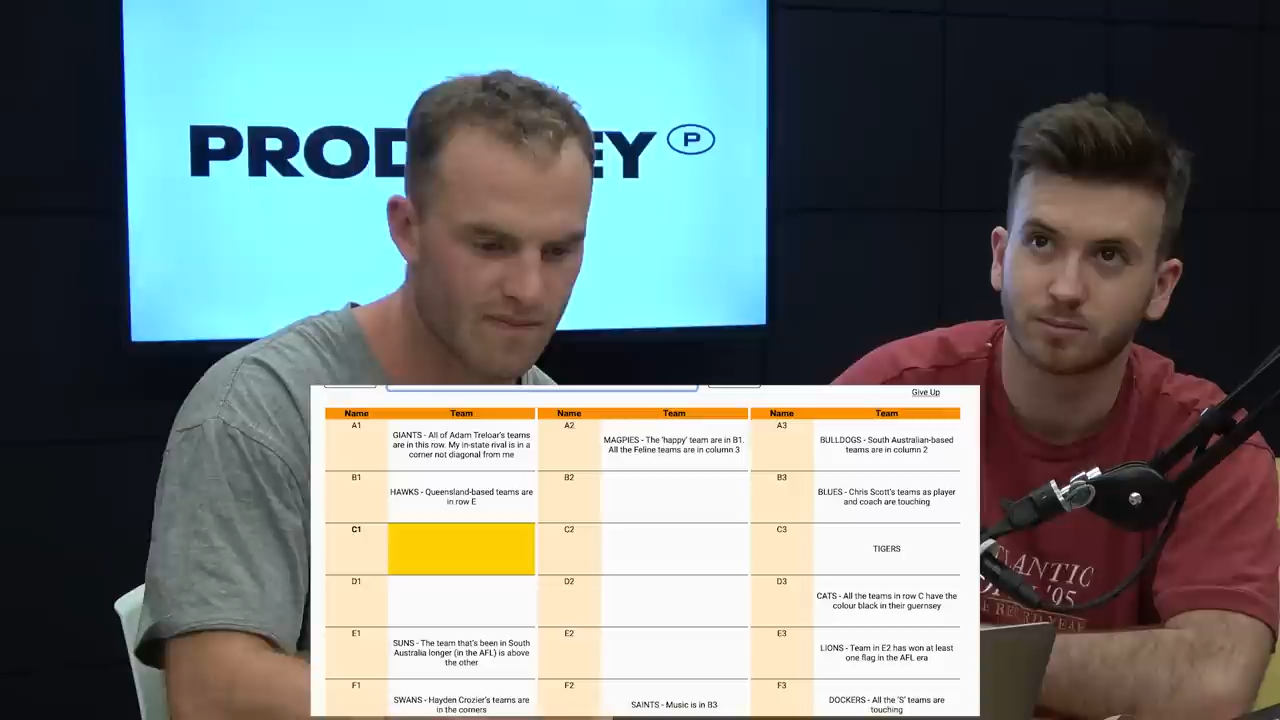 PROD
EY P
Give Up
Name Team Name Team Name Team
A1
GIANTS - All of Adam Treloar's teams
are in this row. My in-state rival is in a
corner not diagonal from me
A2
MAGPIES - The 'happy' team are in B1.
All the Feline teams are in column 3
A3
BULLDOGS - South Australian-based
teams are in column 2
B1
HAWKS - Queensland-based teams are
in row E
B2
B3
BLUES - Chris Scott's teams as player
and coach are touching
C1
C2
C3
TIGERS
D1
D2
D3
CATS - All the teams in row C have the
colour black in their guernsey
E1
SUNS - The team that's been in South
Australia longer (in the AFL) is above
the other
E2
E3
LIONS - Team in E2 has won at least
one flag in the AFL era
F1
SWANS - Hayden Crozier's teams are
in the corners
F2
SAINTS - Music is in B3
F3
DOCKERS - All the 'S' teams are
touching
ATLANTIC
'05